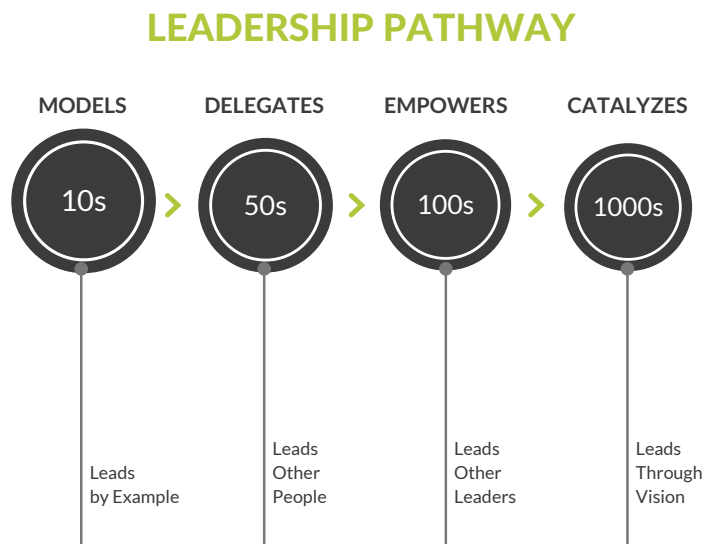 LEADERSHIP PATHWAY
MODELS
DELEGATES
EMPOWERS
CATALYZES
10s
50s
100s
1000s
Leads
by Example
Leads
Other
People
Leads
Other
Leaders
Leads
Through
Vision